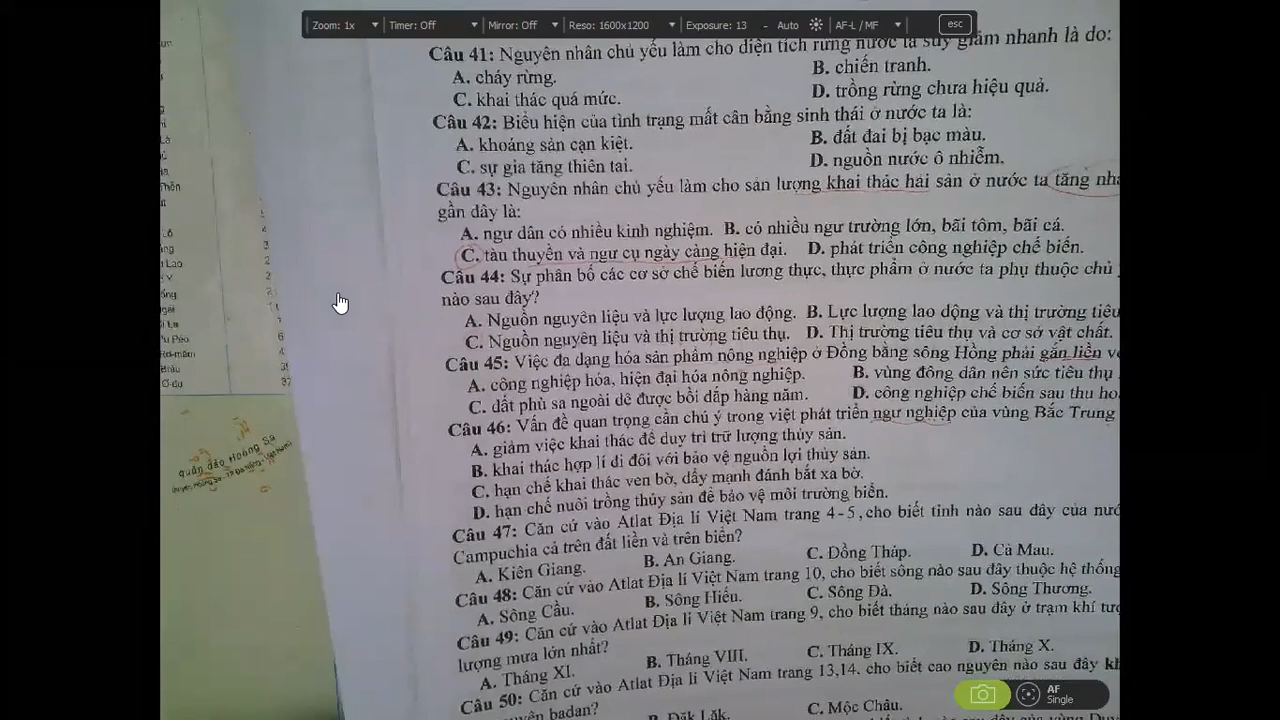 Zoom: 1x Timer: Off Mirror: Off Reso: 1600x1200 Exposure: 13 - Auto AF-L / MF esc
Câu 41: Nguyên nhân chủ yếu làm cho diện tích rừng nước ta suy giảm nhanh là do:
A. cháy rừng. B. chiến tranh.
C. khai thác quá mức. D. trồng rừng chưa hiệu quả.
Câu 42: Biểu hiện của tình trạng mất cân bằng sinh thái ở nước ta là:
A. khoáng sản cạn kiệt. B. đất đai bị bạc màu.
C. sự gia tăng thiên tai. D. nguồn nước ô nhiễm.
Câu 43: Nguyên nhân chủ yếu làm cho sản lượng khai thác hải sản ở nước ta tăng
gần đây là:
A. ngư dân có nhiều kinh nghiệm. B. có nhiều ngư trường lớn, bãi tôm, bãi cá.
C. tàu thuyền và ngư cụ ngày càng hiện đại. D. phát triển công nghiệp chế biến.
Câu 44: Sự phân bố các cơ sở chế biến lương thực, thực phẩm ở nước ta phụ thuộc chủ
nào sau đây?
A. Nguồn nguyên liệu và lực lượng lao động. B. Lực lượng lao động và thị trường tiêu
C. Nguồn nguyên liệu và thị trường tiêu thụ. D. Thị trường tiêu thụ và cơ sở vật chất.
Câu 45: Việc đa dạng hóa sản phẩm nông nghiệp ở Đồng bằng sông Hồng phải gắn liền
A. công nghiệp hóa, hiện đại hóa nông nghiệp. B. vùng đông dân nên sức tiêu thụ
C. đất phù sa ngoài đê được bồi đắp hàng năm. D. công nghiệp chế biến sau thu
Câu 46: Vấn đề quan trọng cần chú ý trong việt phát triển ngư nghiệp của vùng Bắc Trung
A. giảm việc khai thác để duy trì trữ lượng thủy sản.
B. khai thác hợp lí đi đôi với bảo vệ nguồn lợi thủy sản.
C. hạn chế khai thác ven bờ, đẩy mạnh đánh bắt xa bờ.
D. hạn chế nuôi trồng thủy sản để bảo vệ môi trường biển.
Câu 47: Căn cứ vào Atlat Địa lí Việt Nam trang 4-5, cho biết tỉnh nào sau đây của
Campuchia cả trên đất liền và trên biển?
A. Kiên Giang. B. An Giang. C. Đồng Tháp. D. Cà Mau.
Câu 48: Căn cứ vào Atlat Địa lí Việt Nam trang 10, cho biết sông nào sau đây thuộc hệ thống
A. Sông Cầu. B. Sông Hiếu. C. Sông Đà. D. Sông Thương.
Câu 49: Căn cứ vào Atlat Địa lí Việt Nam trang 9, cho biết tháng nào sau đây ở trạm khí
lượng mưa lớn nhất?
A. Tháng XI. B. Tháng VIII. C. Tháng IX. D. Tháng X.
Câu 50: Căn cứ vào Atlat Địa lí Việt Nam trang 13,14. cho biết cao nguyên nào sau đây
badan?
B. Đắk Lắk. C. Mộc Châu.
quần đảo Hoàng Sa
AF
Single